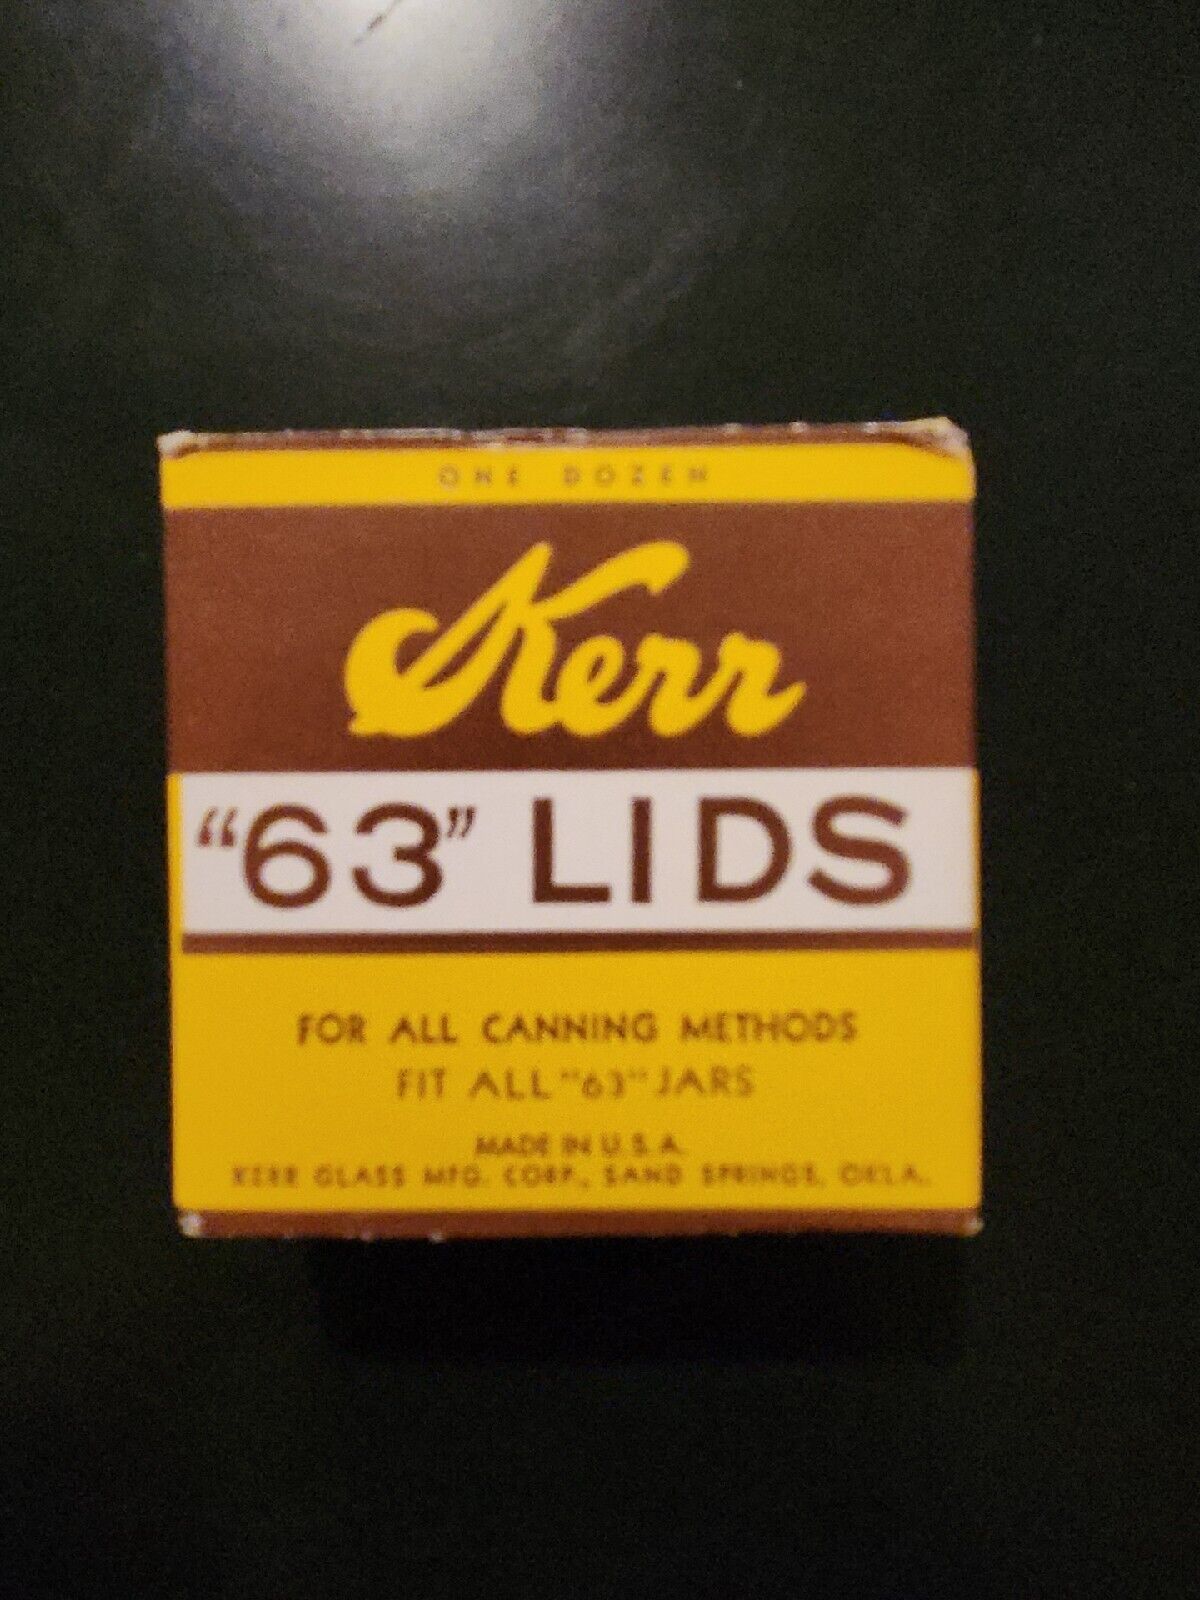 ONE DOZEN
Kerr
"63" LIDS
FOR ALL CANNING METHODS
FIT ALL "63" JARS
MADE IN U.S.A.
KERR GLASS MFG. CORP., SAND SPRINGS, OKLA.